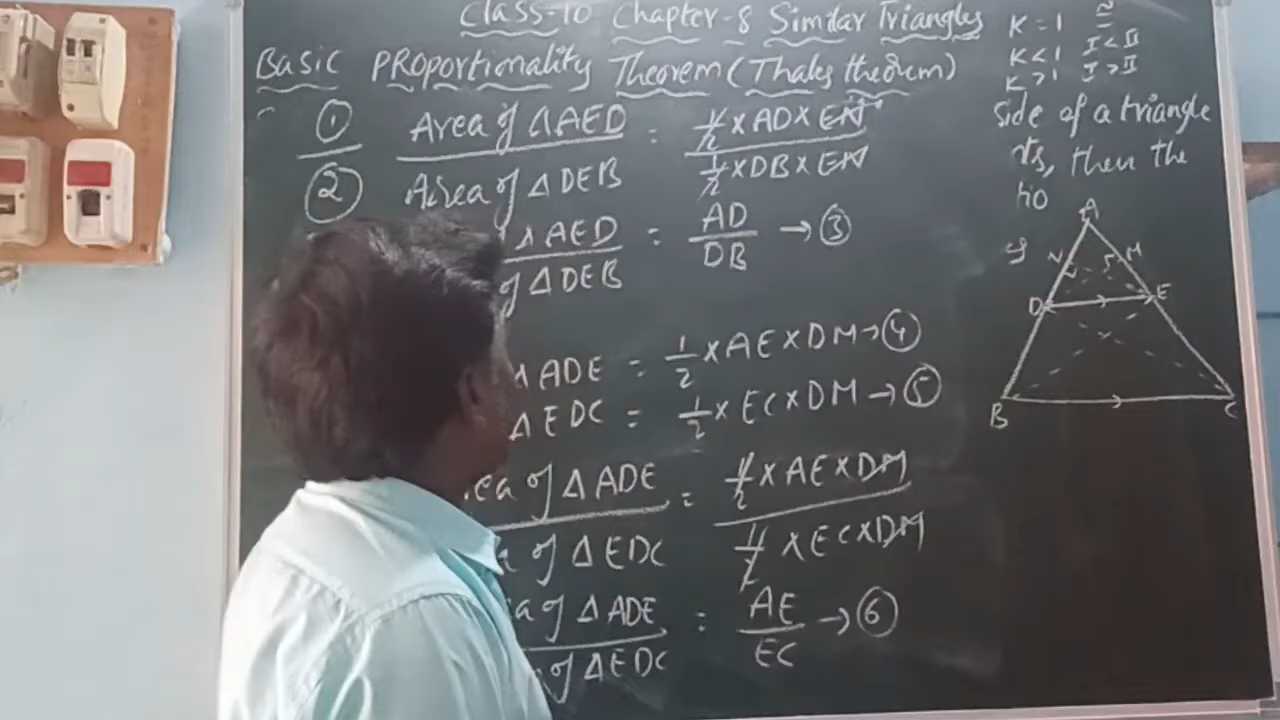 Class-10 Chapter-8 Similar Triangles
Basic Proportionality Theorem (Thales theorem)
① Area of ΔAED = 1/2 × AD × EN
② Area of ΔDEB 1/2 × DB × EN
ΔAED = AD → ③
of ΔDEB DB
ΔADE = 1/2 × AE × DM → ④
ΔEDC = 1/2 × EC × DM → ⑤
ea of ΔADE = 1/2 × AE × DM
of ΔEDC 1/2 × EC × DM
a of ΔADE = AE → ⑥
of ΔEDC EC
K = 1 ≅
K < 1 I < II
K > 1 I > II
side of a triangle
ts, then the
tio
A
N M
D E
B C